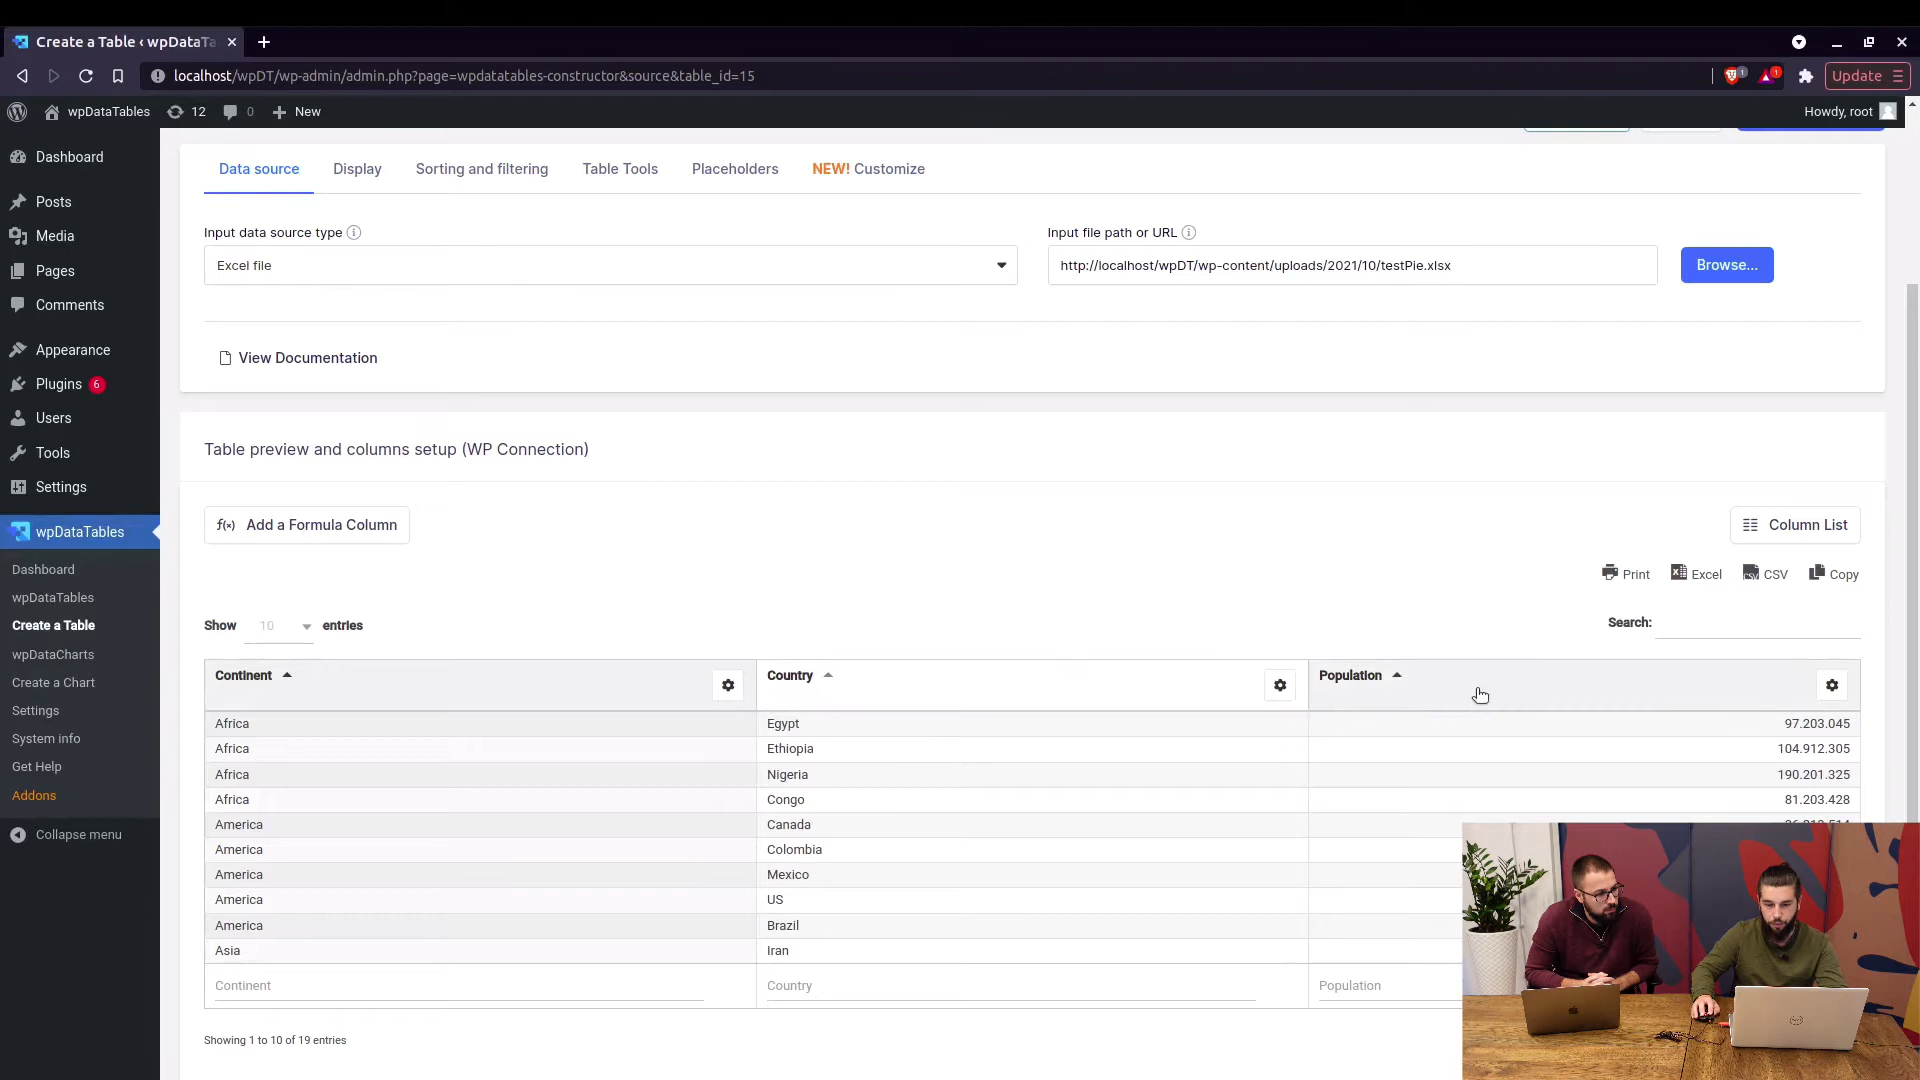 Create a Table ‹ wpDataTa
localhost/wpDT/wp-admin/admin.php?page=wpdatatables-constructor&source&table_id=15
1
1
Update
wpDataTables
12
0
New
Howdy, root
Dashboard
Posts
Media
Pages
Comments
Appearance
Plugins 6
Users
Tools
Settings
wpDataTables
Dashboard
wpDataTables
Create a Table
wpDataCharts
Create a Chart
Settings
System info
Get Help
Addons
Collapse menu
Data source
Display
Sorting and filtering
Table Tools
Placeholders
NEW! Customize
Input data source type
Input file path or URL
Excel file
http://localhost/wpDT/wp-content/uploads/2021/10/testPie.xlsx
Browse...
View Documentation
Table preview and columns setup (WP Connection)
f(x) Add a Formula Column
Column List
Print
Excel
CSV
Copy
Show 10 entries
Search:
Continent Country Population
Africa Egypt 97.203.045
Africa Ethiopia 104.912.305
Africa Nigeria 190.201.325
Africa Congo 81.203.428
America Canada
America Colombia
America Mexico
America US
America Brazil
Asia Iran
Continent Country Population
Showing 1 to 10 of 19 entries